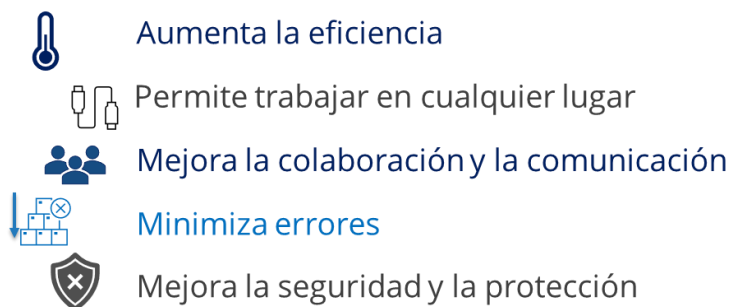 Aumenta la eficiencia
Permite trabajar en cualquier lugar
Mejora la colaboración y la comunicación
Minimiza errores
Mejora la seguridad y la protección